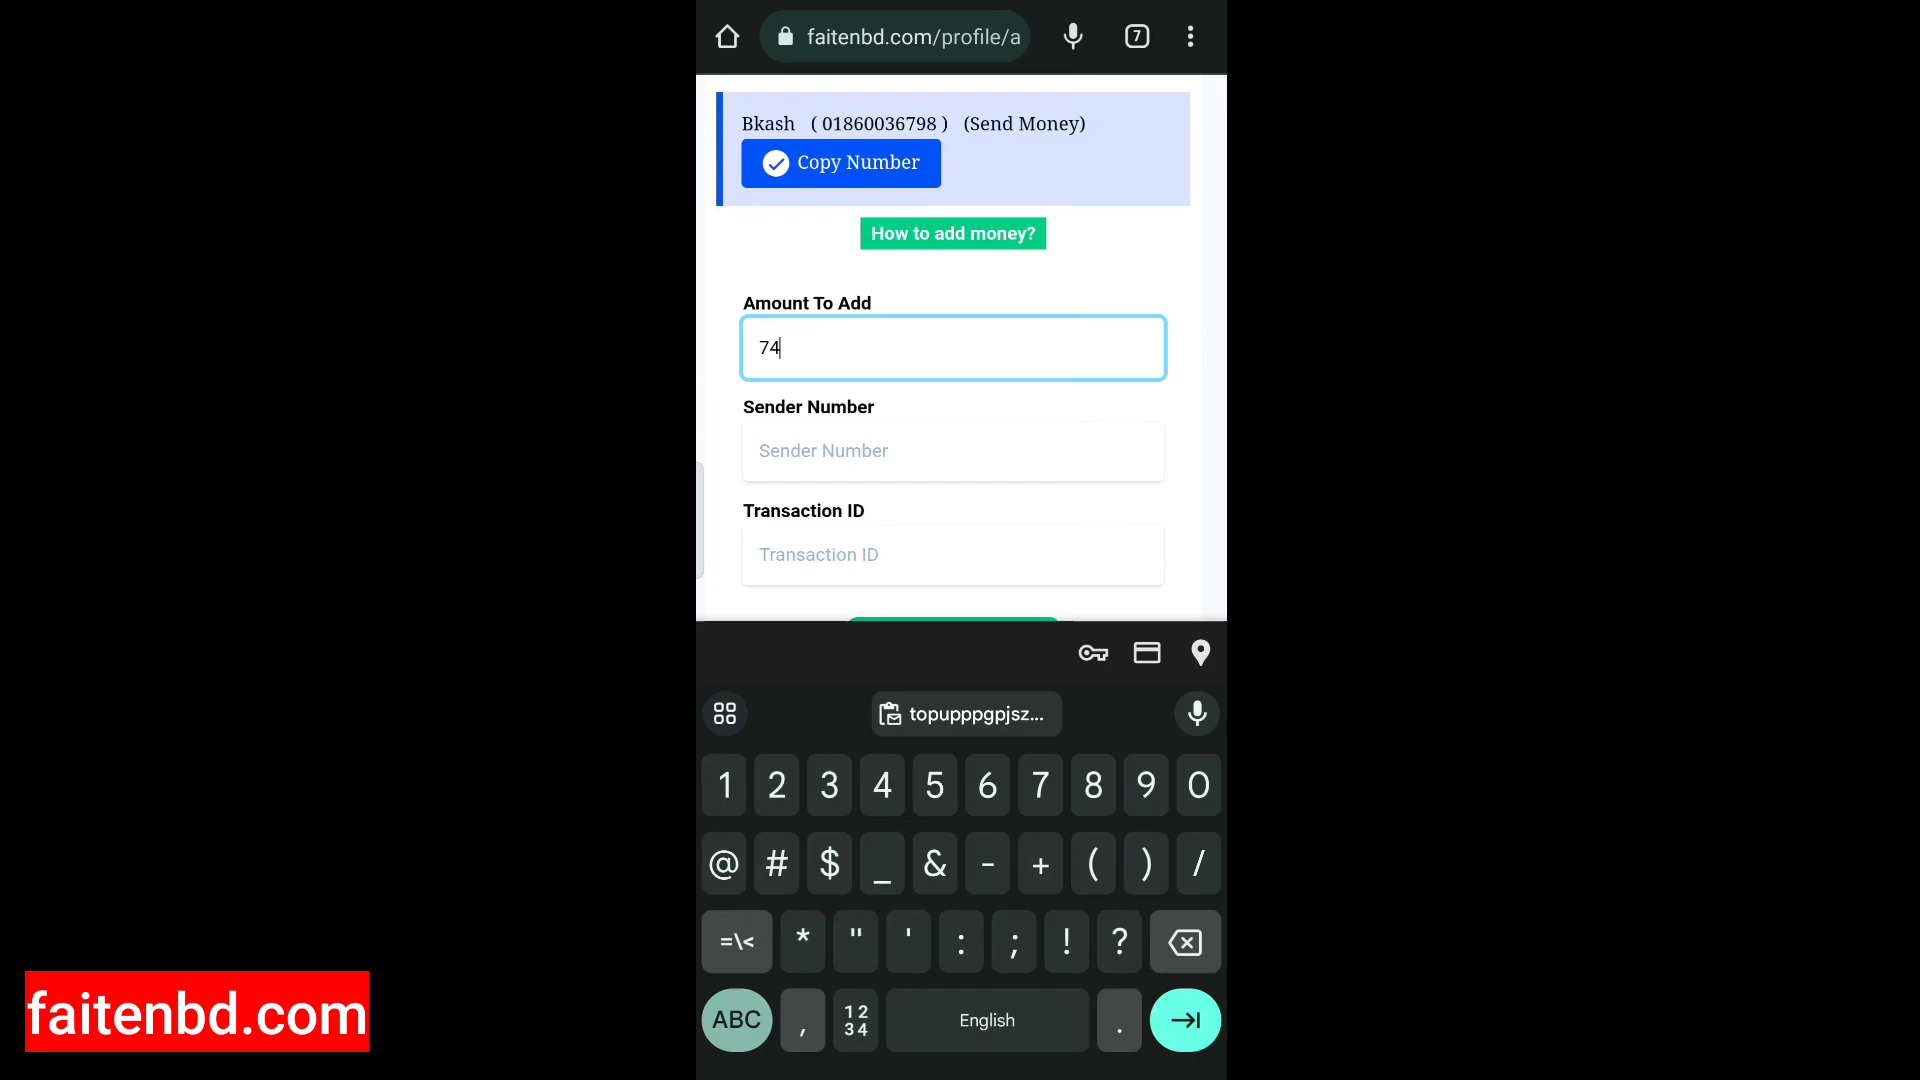 faitenbd.com/profile/a
7
Bkash ( 01860036798 ) (Send Money)
Copy Number
How to add money?
Amount To Add
74
Sender Number
Sender Number
Transaction ID
Transaction ID
topupppgpjsz...
1 2 3 4 5 6 7 8 9 0
@ # $ _ & - + ( ) /
=\< * " ' : ; ! ?
ABC , 12 34 English .
faitenbd.com